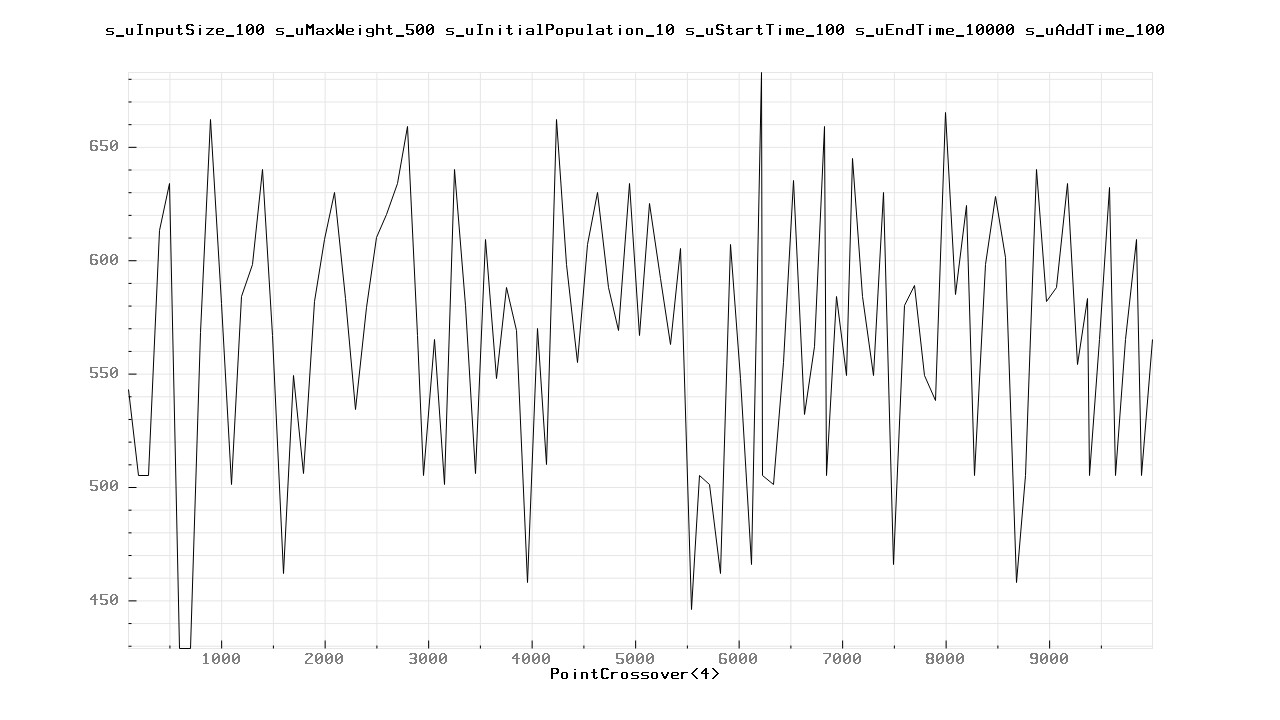 s_uInputSize_100 s_uMaxWeight_500 s_uInitialPopulation_10 s_uStartTime_100 s_uEndTime_10000 s_uAddTime_100
650
600
550
500
450
1000 2000 3000 4000 5000 6000 7000 8000 9000
PointCrossover<4>